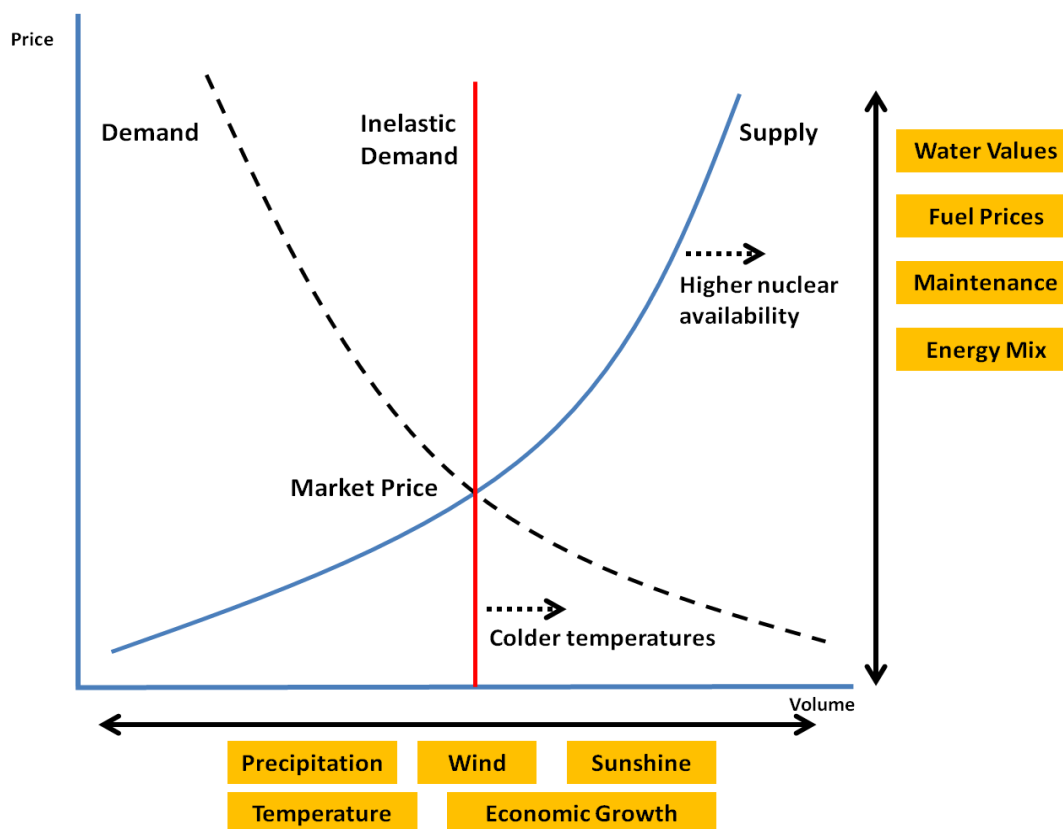 Price
Demand
Inelastic
Demand
Supply
Water Values
Fuel Prices
Higher nuclear
availability
Maintenance
Energy Mix
Market Price
Colder temperatures
Volume
Precipitation
Wind
Sunshine
Temperature
Economic Growth